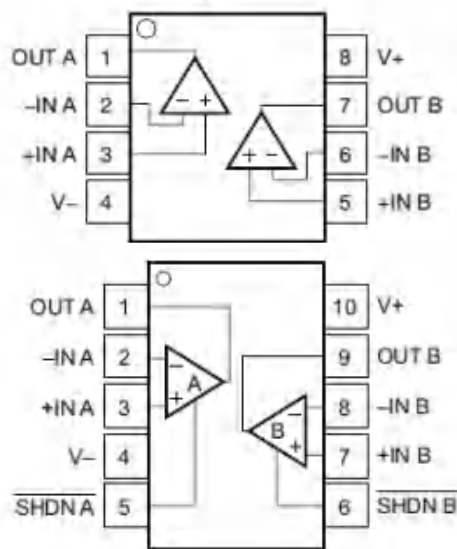 OUT A 1 8 V+
–IN A 2 – + 7 OUT B
+IN A 3 + – 6 –IN B
V– 4 5 +IN B
OUT A 1 10 V+
–IN A 2 – A 9 OUT B
+IN A 3 + B – 8 –IN B
V– 4 + 7 +IN B
SHDN A 5 6 SHDN B